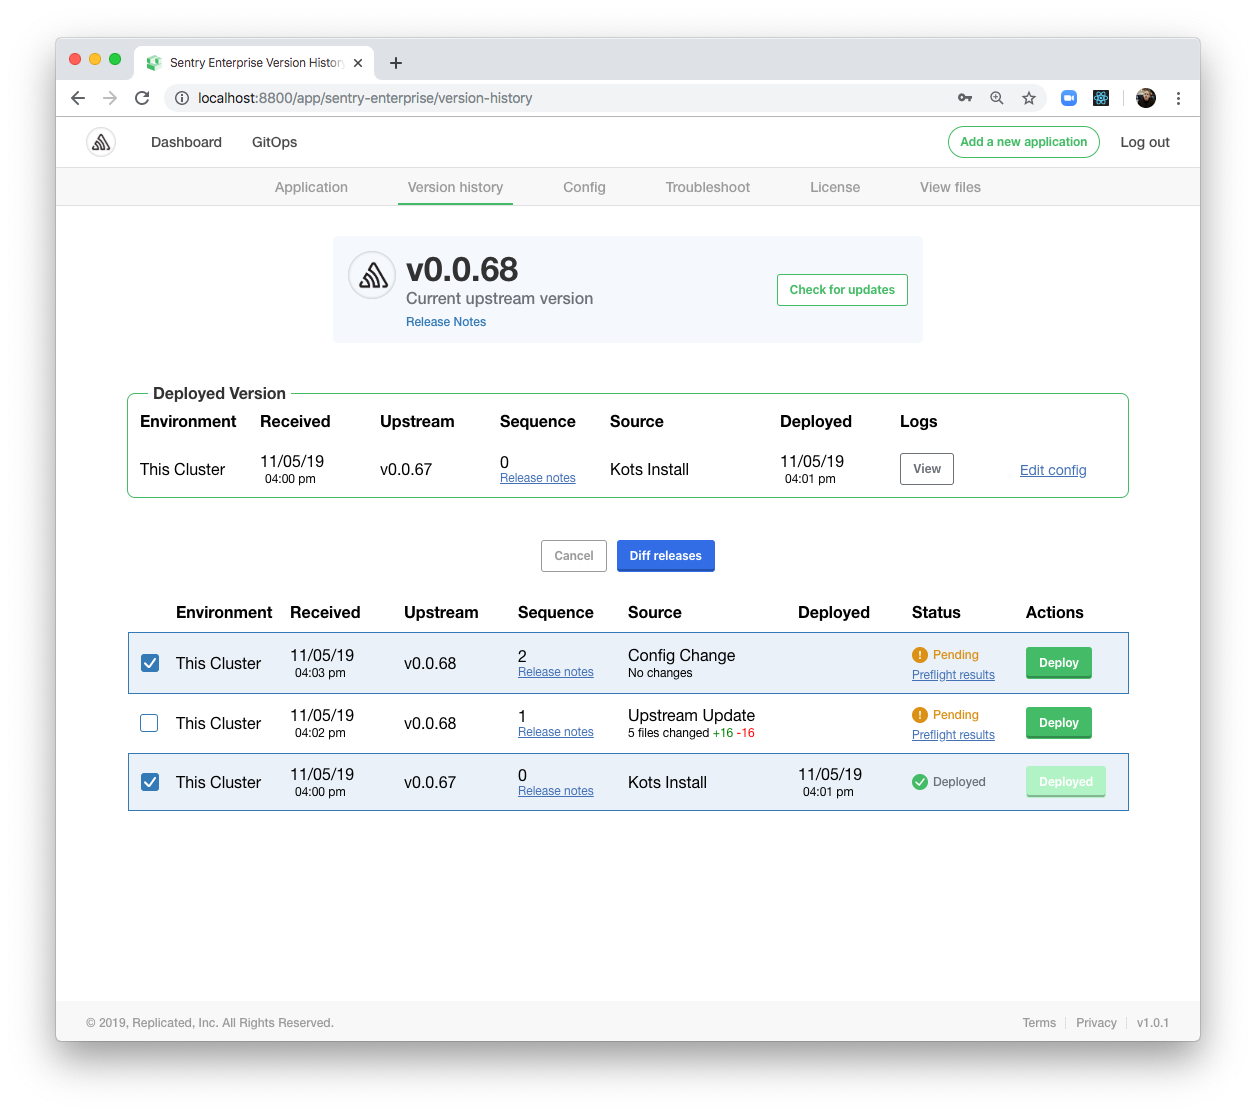 Sentry Enterprise Version History
localhost:8800/app/sentry-enterprise/version-history
Dashboard GitOps Add a new application Log out
Application Version history Config Troubleshoot License View files
v0.0.68
Current upstream version
Check for updates
Release Notes
Deployed Version
Environment Received Upstream Sequence Source Deployed Logs
This Cluster 11/05/19 04:00 pm v0.0.67 0 Release notes Kots Install 11/05/19 04:01 pm View Edit config
Cancel Diff releases
Environment Received Upstream Sequence Source Deployed Status Actions
This Cluster 11/05/19 04:03 pm v0.0.68 2 Release notes Config Change No changes Pending Preflight results Deploy
This Cluster 11/05/19 04:02 pm v0.0.68 1 Release notes Upstream Update 5 files changed +16 -16 Pending Preflight results Deploy
This Cluster 11/05/19 04:00 pm v0.0.67 0 Release notes Kots Install 11/05/19 04:01 pm Deployed Deployed
© 2019, Replicated, Inc. All Rights Reserved. Terms Privacy v1.0.1